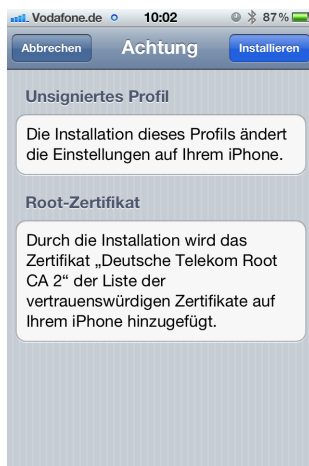 Vodafone.de 10:02 87%
Abbrechen Achtung Installieren
Unsigniertes Profil
Die Installation dieses Profils ändert
die Einstellungen auf Ihrem iPhone.
Root-Zertifikat
Durch die Installation wird das
Zertifikat „Deutsche Telekom Root
CA 2“ der Liste der
vertrauenswürdigen Zertifikate auf
Ihrem iPhone hinzugefügt.